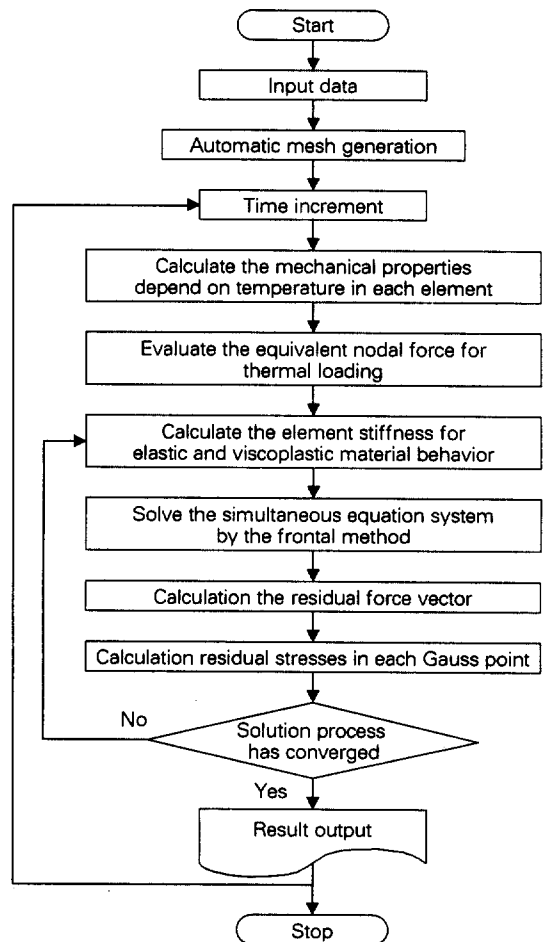 Start
Input data
Automatic mesh generation
Time increment
Calculate the mechanical properties
depend on temperature in each element
Evaluate the equivalent nodal force for
thermal loading
Calculate the element stiffness for
elastic and viscoplastic material behavior
Solve the simultaneous equation system
by the frontal method
Calculation the residual force vector
Calculation residual stresses in each Gauss point
No
Solution process
has converged
Yes
Result output
Stop